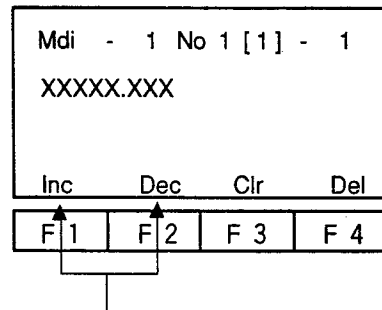 Mdi - 1 No 1 [1] - 1
XXXXX.XXX
Inc Dec Clr Del
F 1 F 2 F 3 F 4